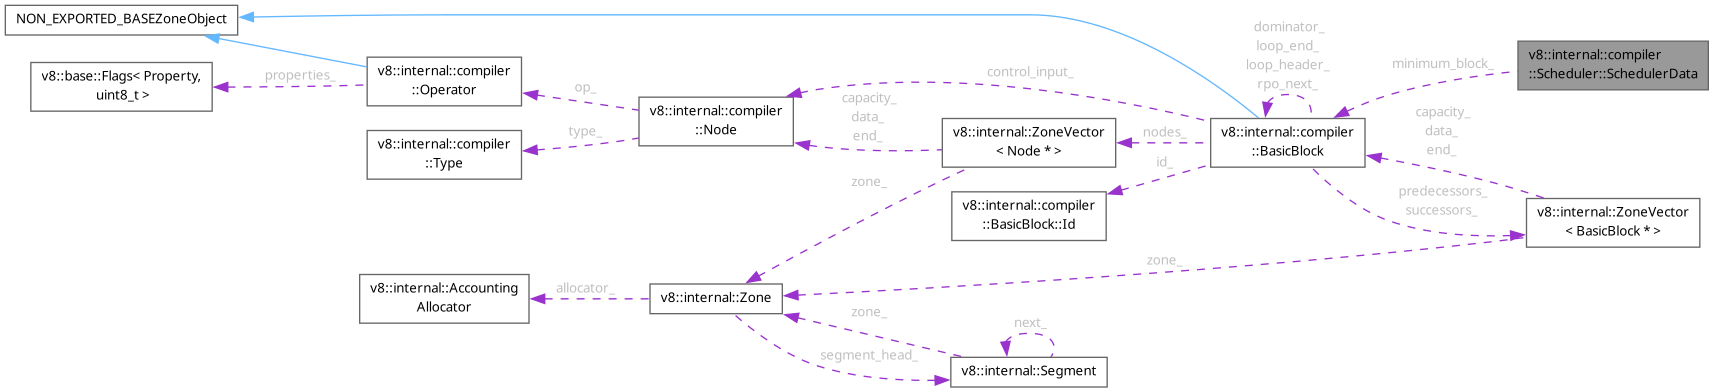 NON_EXPORTED_BASEZoneObject
v8::base::Flags< Property,
uint8_t >
properties_
v8::internal::compiler
::Operator
v8::internal::compiler
::Type
op_
type_
v8::internal::compiler
::Node
capacity_
data_
end_
control_input_
v8::internal::ZoneVector
< Node * >
nodes_
id_
v8::internal::compiler
::BasicBlock::Id
dominator_
loop_end_
loop_header_
rpo_next_
v8::internal::compiler
::BasicBlock
minimum_block_
v8::internal::compiler
::Scheduler::SchedulerData
capacity_
data_
end_
predecessors_
successors_
v8::internal::ZoneVector
< BasicBlock * >
zone_
zone_
v8::internal::Accounting
Allocator
allocator_
v8::internal::Zone
zone_
segment_head_
next_
v8::internal::Segment